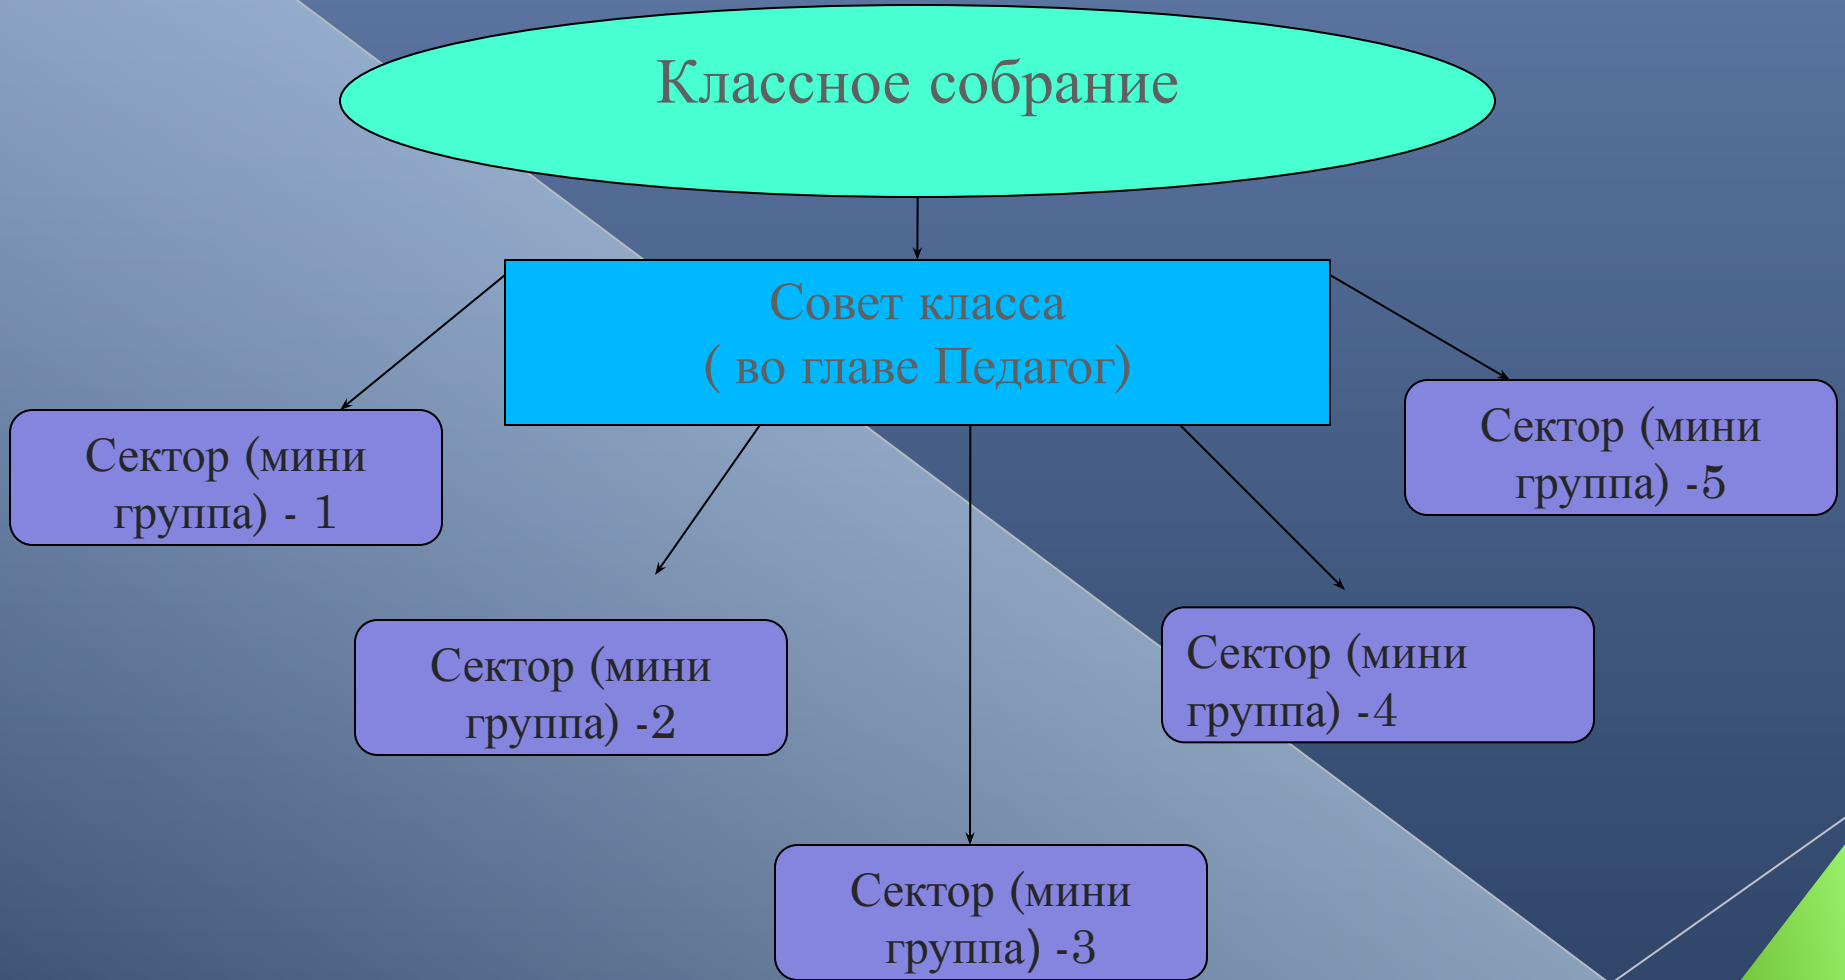 Классное собрание
Совет класса
( во главе Педагог)
Сектор (мини
группа) - 1
Сектор (мини
группа) -2
Сектор (мини
группа) -3
Сектор (мини
группа) -4
Сектор (мини
группа) -5